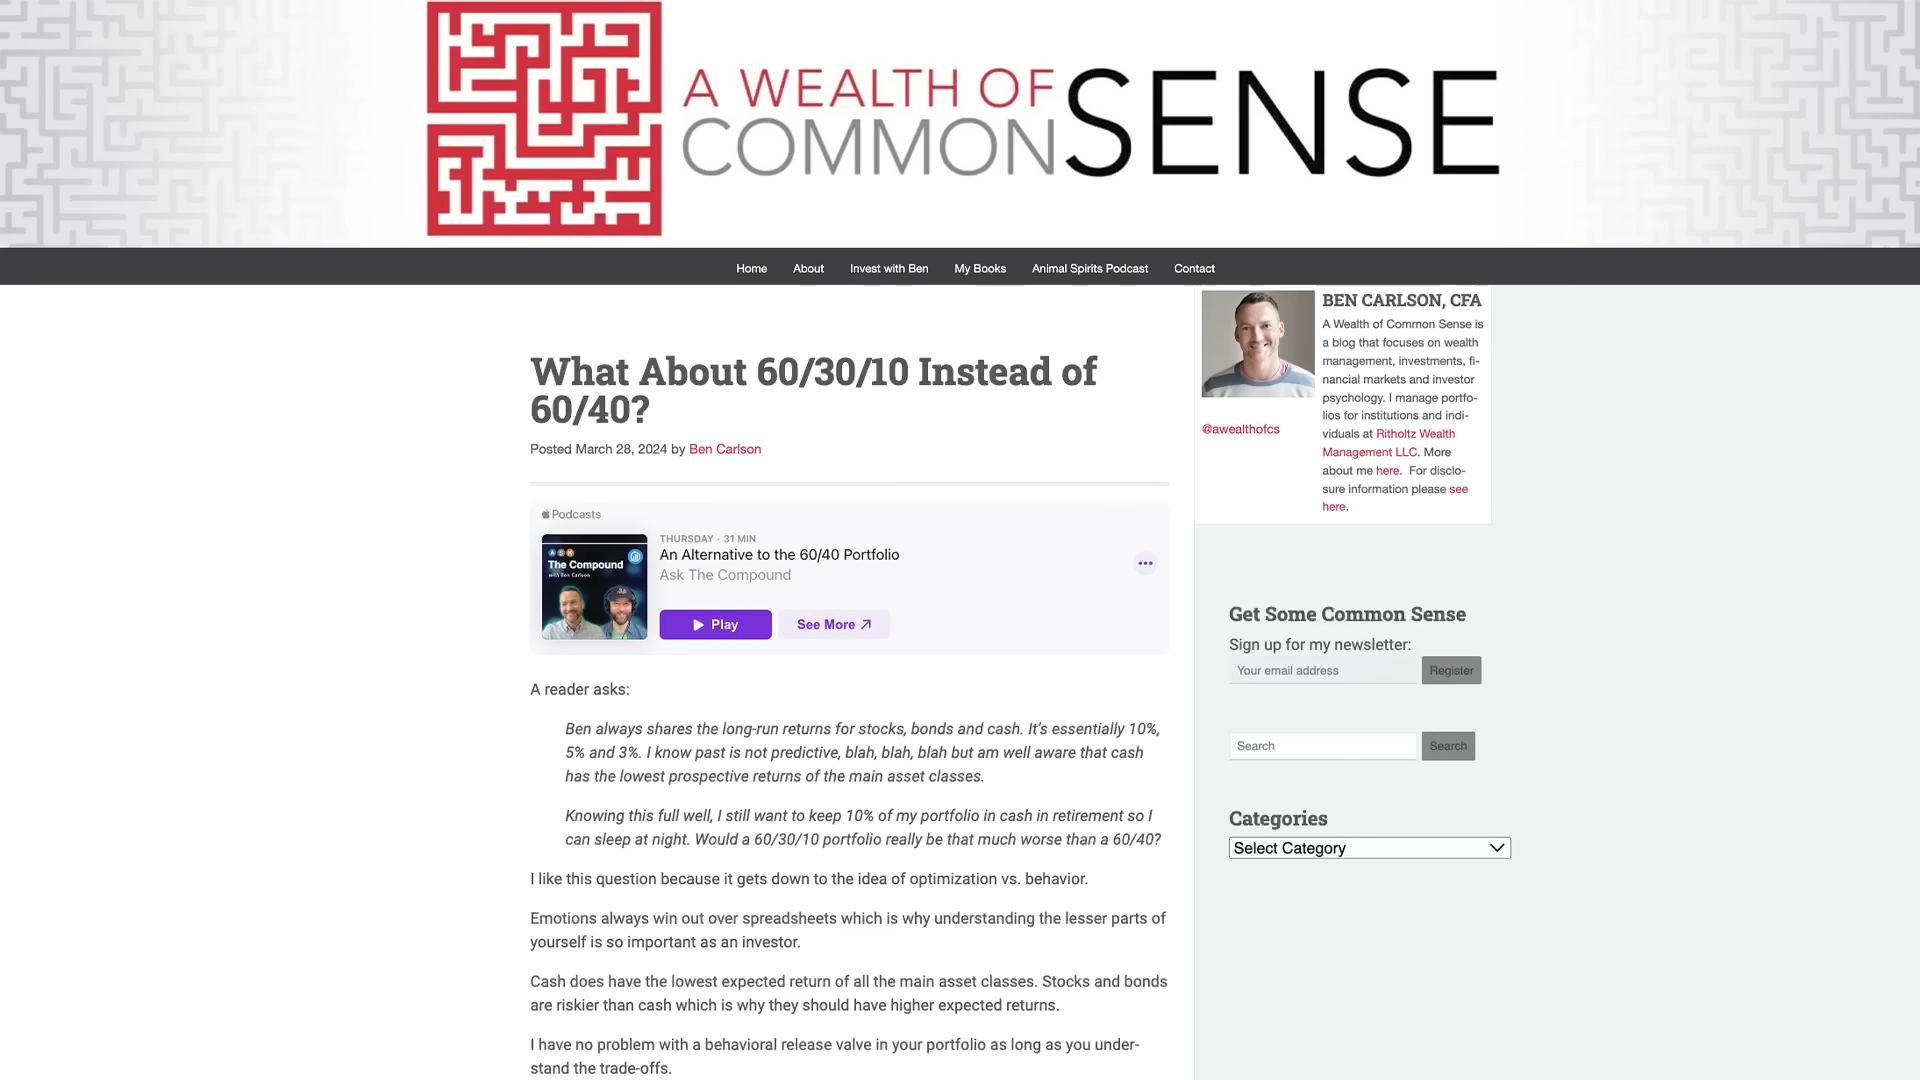 A WEALTH OF
COMMON SENSE
Home About Invest with Ben My Books Animal Spirits Podcast Contact
What About 60/30/10 Instead of
60/40?
Posted March 28, 2024 by Ben Carlson
Podcasts
ASK
The Compound
with Ben Carlson
THURSDAY · 31 MIN
An Alternative to the 60/40 Portfolio
Ask The Compound
Play
See More
A reader asks:
Ben always shares the long-run returns for stocks, bonds and cash. It’s essentially 10%,
5% and 3%. I know past is not predictive, blah, blah, blah but am well aware that cash
has the lowest prospective returns of the main asset classes.
Knowing this full well, I still want to keep 10% of my portfolio in cash in retirement so I
can sleep at night. Would a 60/30/10 portfolio really be that much worse than a 60/40?
I like this question because it gets down to the idea of optimization vs. behavior.
Emotions always win out over spreadsheets which is why understanding the lesser parts of
yourself is so important as an investor.
Cash does have the lowest expected return of all the main asset classes. Stocks and bonds
are riskier than cash which is why they should have higher expected returns.
I have no problem with a behavioral release valve in your portfolio as long as you under-
stand the trade-offs.
BEN CARLSON, CFA
A Wealth of Common Sense is
a blog that focuses on wealth
management, investments, fi-
nancial markets and investor
psychology. I manage portfo-
lios for institutions and indi-
viduals at Ritholtz Wealth
Management LLC. More
about me here. For disclo-
sure information please see
here.
@awealthofcs
Get Some Common Sense
Sign up for my newsletter:
Your email address
Register
Search
Search
Categories
Select Category